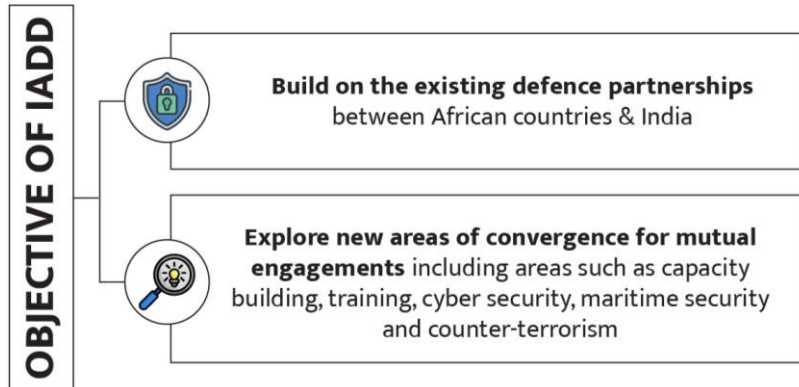 OBJECTIVE OF IADD
Build on the existing defence partnerships
between African countries & India
Explore new areas of convergence for mutual
engagements including areas such as capacity
building, training, cyber security, maritime security
and counter-terrorism